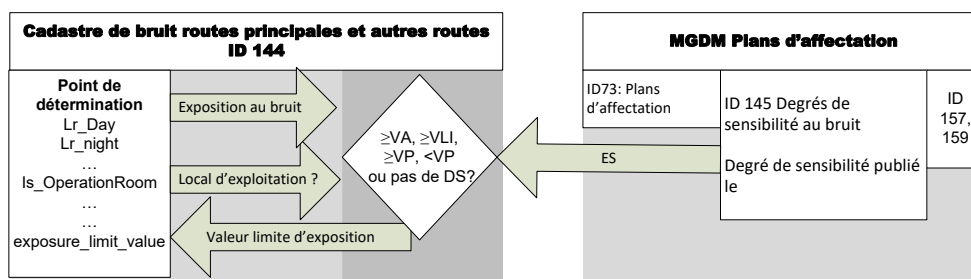 Cadastre de bruit routes principales et autres routes
ID 144
Point de
détermination
Lr_Day
Lr_night
…
Is_OperationRoom
…
…
exposure_limit_value
Exposition au bruit
Local d'exploitation ?
Valeur limite d'exposition
≥VA, ≥VLI,
≥VP, <VP
ou pas de DS?
ES
MGDM Plans d'affectation
ID73: Plans
d'affectation
ID 145 Degrés de
sensibilité au bruit
Degré de sensibilité publié
le
ID
157,
159